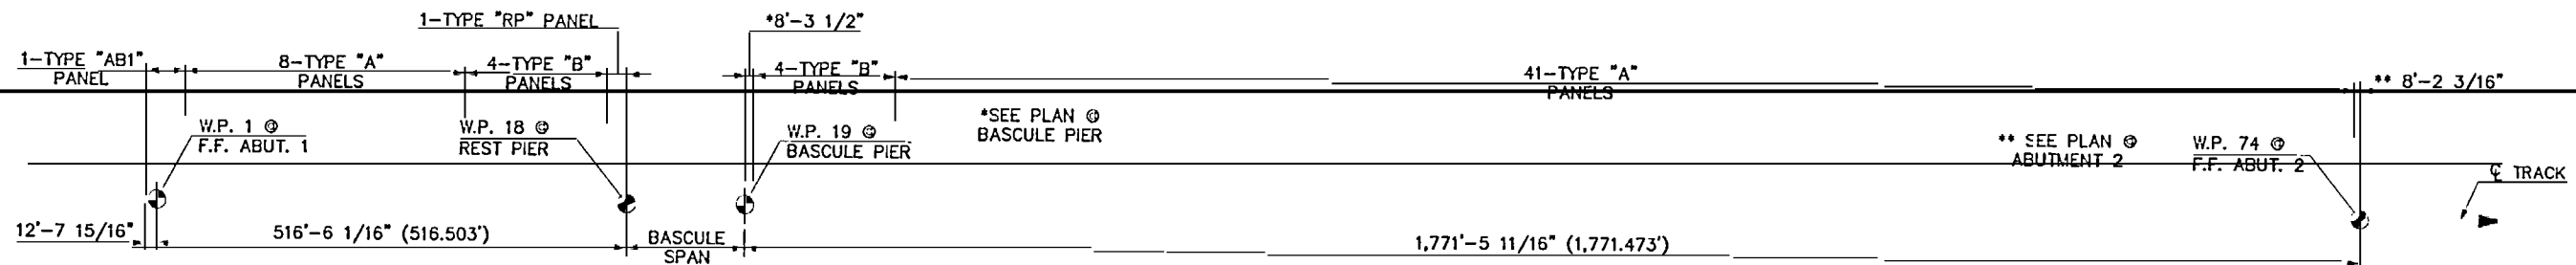 1-TYPE "RP" PANEL
*8'-3 1/2"
1-TYPE "AB1"
PANEL
8-TYPE "A"
PANELS
4-TYPE "B"
PANELS
4-TYPE "B"
PANELS
41-TYPE "A"
PANELS
** 8'-2 3/16"
W.P. 1 @
F.F. ABUT. 1
W.P. 18 @
REST PIER
W.P. 19 @
BASCULE PIER
*SEE PLAN @
BASCULE PIER
** SEE PLAN @
ABUTMENT 2
W.P. 74 @
F.F. ABUT. 2
℄ TRACK
12'-7 15/16"
516'-6 1/16" (516.503')
BASCULE
SPAN
1,771'-5 11/16" (1,771.473')